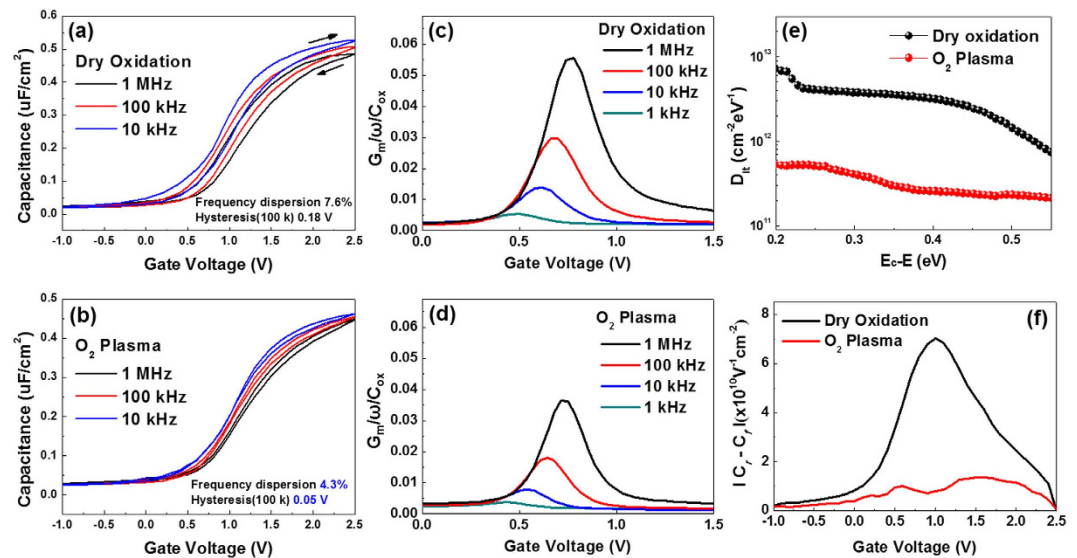 (a)
Dry Oxidation
1 MHz
100 kHz
10 kHz
Frequency dispersion 7.6%
Hysteresis(100 k) 0.18 V
Capacitance (uF/cm²)
0.6
0.5
0.4
0.3
0.2
0.1
0.0
-1.0 -0.5 0.0 0.5 1.0 1.5 2.0 2.5
Gate Voltage (V)
(c)
Dry Oxidation
1 MHz
100 kHz
10 kHz
1 kHz
Gₘ/ω/Cₒₓ
0.06
0.05
0.04
0.03
0.02
0.01
0.00
0.0 0.5 1.0 1.5
Gate Voltage (V)
(e)
Dry oxidation
O₂ Plasma
Dᵢₜ (cm⁻²eV⁻¹)
10¹³
10¹²
10¹¹
0.2 0.3 0.4 0.5
Ec-E (eV)
(b)
O₂ Plasma
1 MHz
100 kHz
10 kHz
Frequency dispersion 4.3%
Hysteresis(100 k) 0.05 V
Capacitance (uF/cm²)
0.5
0.4
0.3
0.2
0.1
0.0
-1.0 -0.5 0.0 0.5 1.0 1.5 2.0 2.5
Gate Voltage (V)
(d)
O₂ Plasma
1 MHz
100 kHz
10 kHz
1 kHz
Gₘ/ω/Cₒₓ
0.06
0.05
0.04
0.03
0.02
0.01
0.00
0.0 0.5 1.0 1.5
Gate Voltage (V)
(f)
Dry Oxidation
O₂ Plasma
I Cᵣ - C_f I(x10¹⁰V⁻¹cm⁻²)
8
6
4
2
0
-1.0 -0.5 0.0 0.5 1.0 1.5 2.0 2.5
Gate Voltage (V)